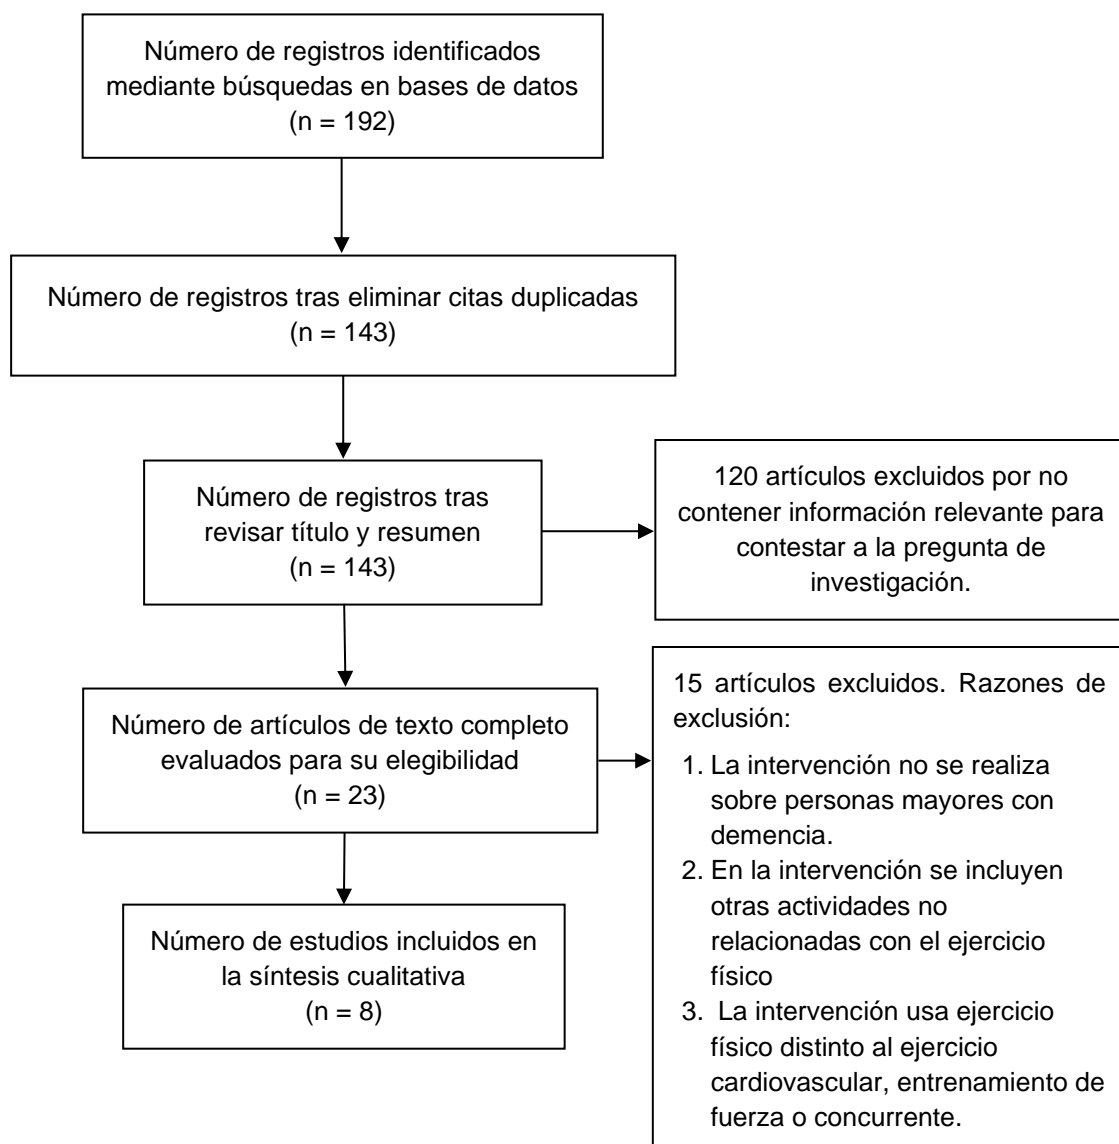 Número de registros identificados
mediante búsquedas en bases de datos
(n = 192)
Número de registros tras eliminar citas duplicadas
(n = 143)
Número de registros tras
revisar título y resumen
(n = 143)
120 artículos excluidos por no
contener información relevante para
contestar a la pregunta de
investigación.
Número de artículos de texto completo
evaluados para su elegibilidad
(n = 23)
15 artículos excluidos. Razones de
exclusión:
1. La intervención no se realiza
sobre personas mayores con
demencia.
2. En la intervención se incluyen
otras actividades no
relacionadas con el ejercicio
físico
3. La intervención usa ejercicio
físico distinto al ejercicio
cardiovascular, entrenamiento de
fuerza o concurrente.
Número de estudios incluidos en
la síntesis cualitativa
(n = 8)